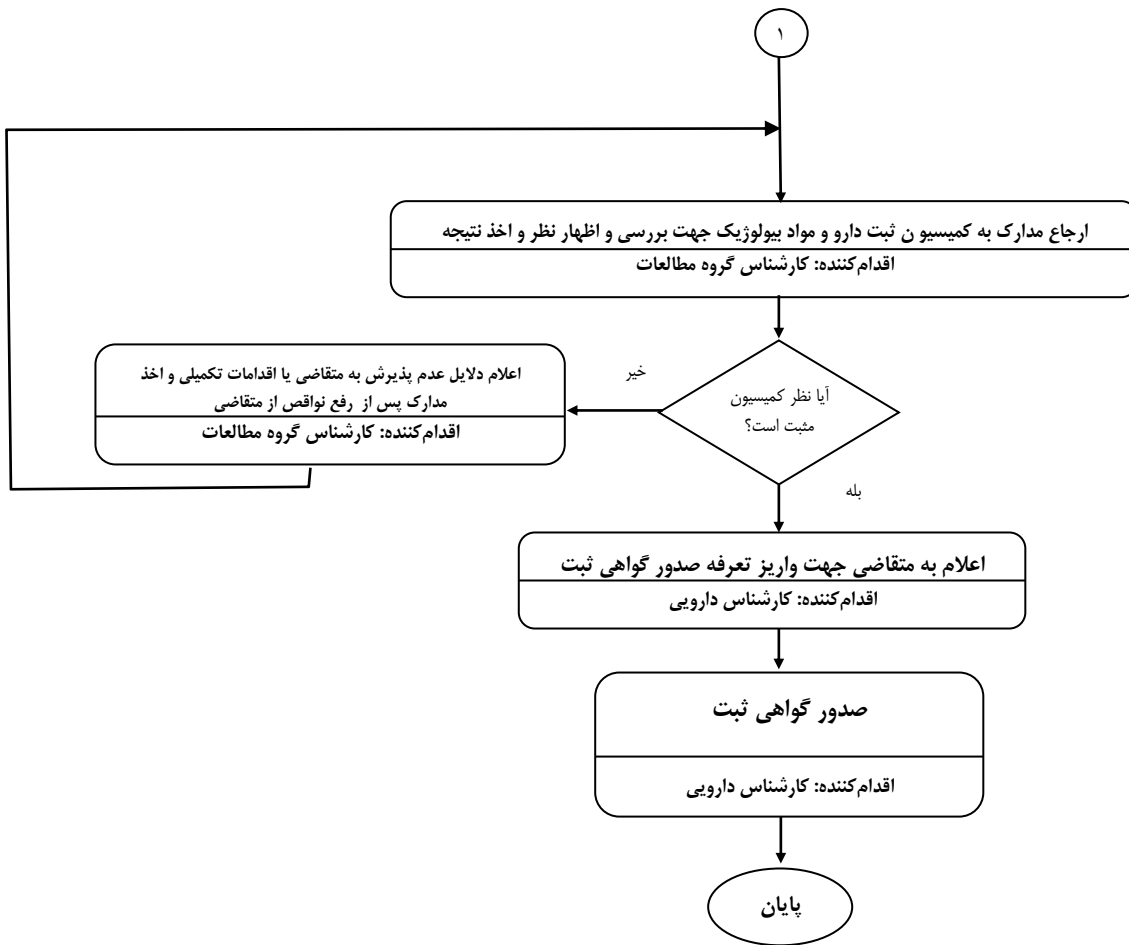 ۱
ارجاع مدارک به کمیسیو ن ثبت دارو و مواد بیولوژیک جهت بررسی و اظهار نظر و اخذ نتیجه
اقدام‌کننده: کارشناس گروه مطالعات
آیا نظر کمیسیون
مثبت است؟
خیر
اعلام دلایل عدم پذیرش به متقاضی یا اقدامات تکمیلی و اخذ
مدارک پس از رفع نواقص از متقاضی
اقدام‌کننده: کارشناس گروه مطالعات
بله
اعلام به متقاضی جهت واریز تعرفه صدور گواهی ثبت
اقدام‌کننده: کارشناس دارویی
صدور گواهی ثبت
اقدام‌کننده: کارشناس دارویی
پایان